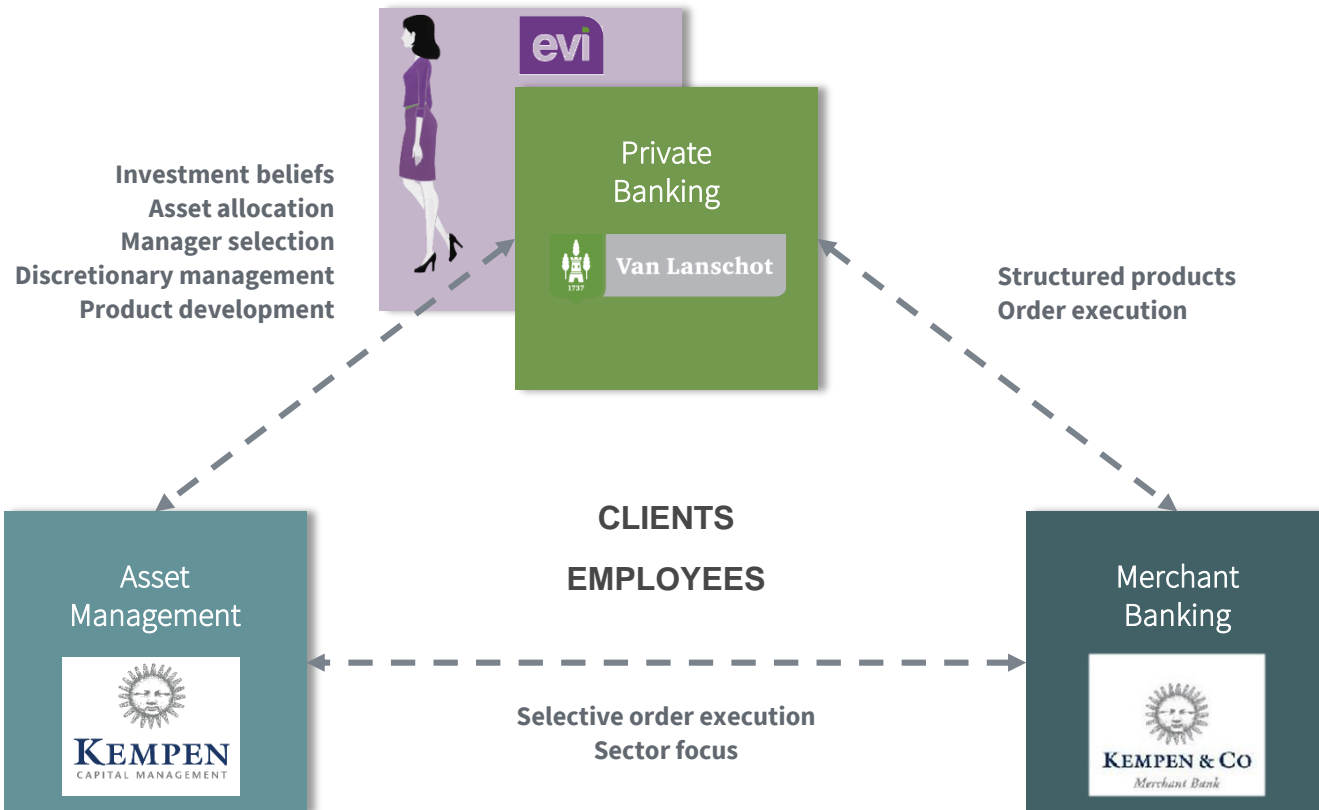 evi
Private
Banking
Van Lanschot
1737
Investment beliefs
Asset allocation
Manager selection
Discretionary management
Product development
Structured products
Order execution
CLIENTS
EMPLOYEES
Asset
Management
KEMPEN
CAPITAL MANAGEMENT
Merchant
Banking
KEMPEN & CO
Merchant Bank
Selective order execution
Sector focus